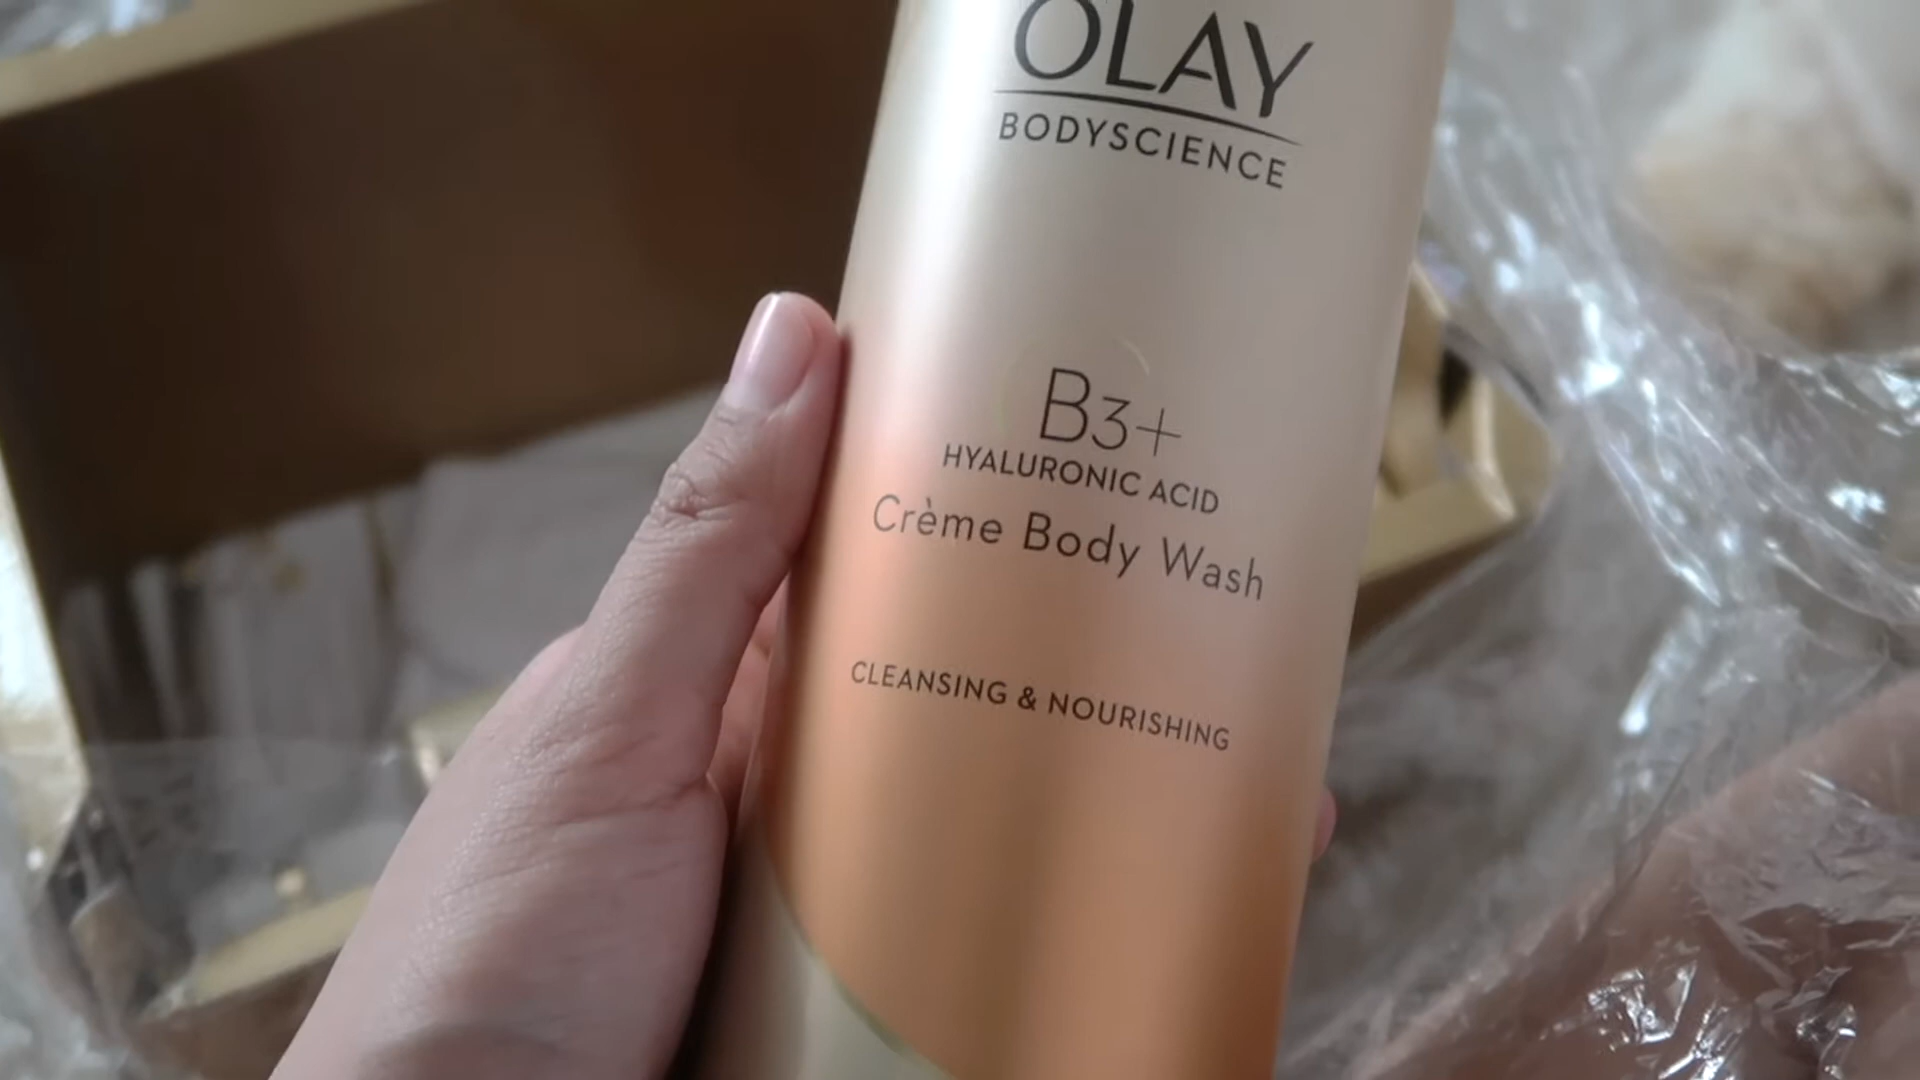 OLAY
BODYSCIENCE
B3+
HYALURONIC ACID
Crème Body Wash
CLEANSING & NOURISHING